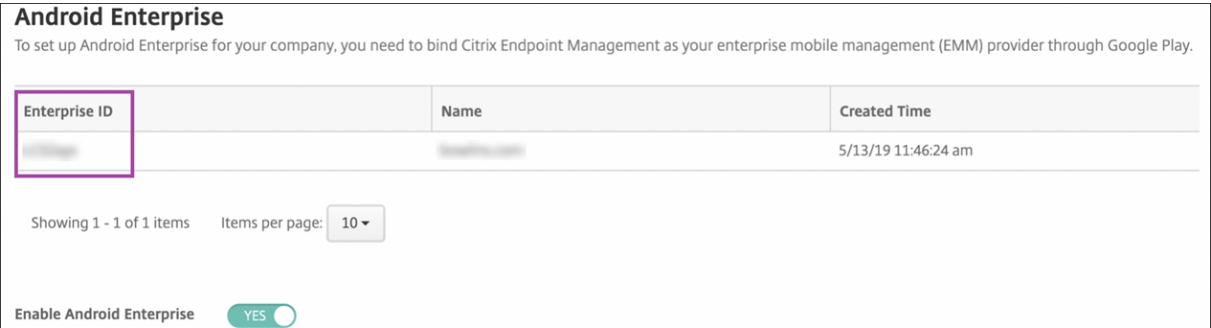 Android Enterprise
To set up Android Enterprise for your company, you need to bind Citrix Endpoint Management as your enterprise mobile management (EMM) provider through Google Play.
Enterprise ID Name Created Time
5/13/19 11:46:24 am
Showing 1 - 1 of 1 items Items per page: 10
Enable Android Enterprise YES